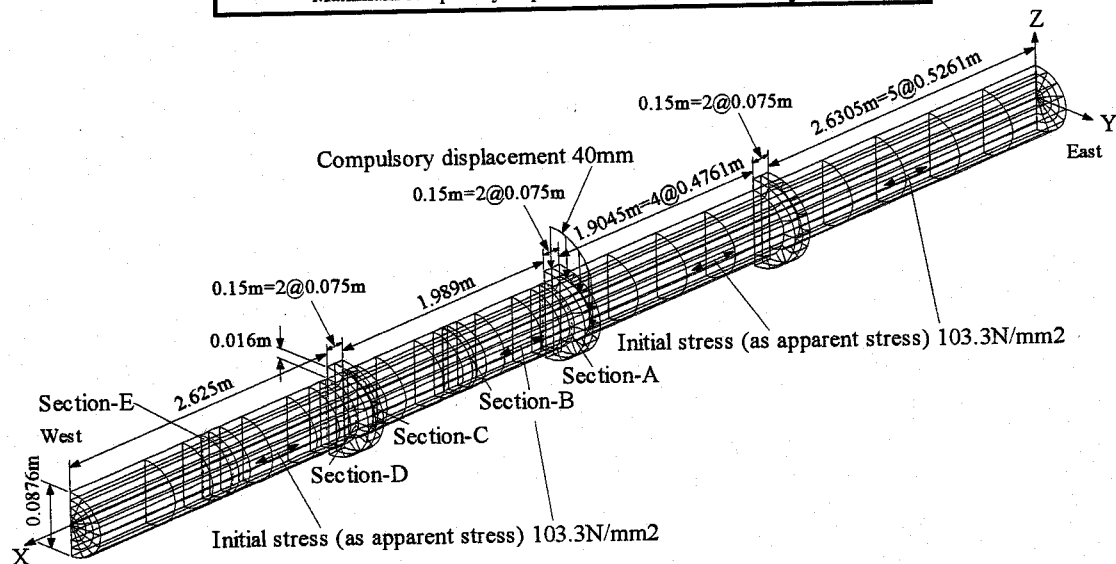 Z
2.6305m=5@0.5261m
0.15m=2@0.075m
Y
East
Compulsory displacement 40mm
1.9045m=4@0.4761m
0.15m=2@0.075m
0.15m=2@0.075m
1.989m
0.016m
Initial stress (as apparent stress) 103.3N/mm2
2.625m
Section-A
Section-E
Section-B
West
Section-C
Section-D
0.0876m
Initial stress (as apparent stress) 103.3N/mm2
X